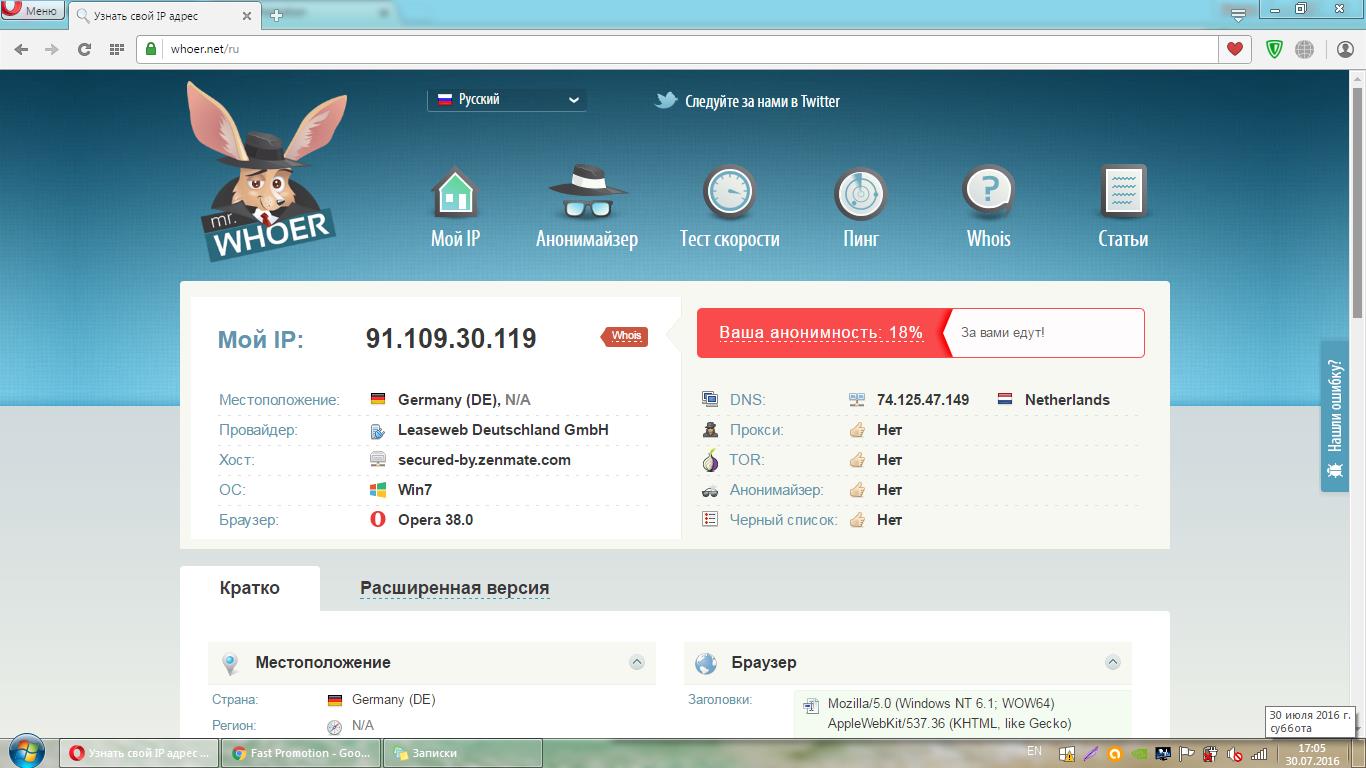 Меню
Узнать свой IP адрес
whoer.net/ru
Русский
Следуйте за нами в Twitter
mr.
WHOER
Мой IP
Анонимайзер
Тест скорости
Пинг
Whois
Статьи
Мой IP:
91.109.30.119
Whois
Ваша анонимность: 18%
За вами едут!
Местоположение:
Germany (DE), N/A
Провайдер:
Leaseweb Deutschland GmbH
Хост:
secured-by.zenmate.com
ОС:
Win7
Браузер:
Opera 38.0
DNS:
74.125.47.149
Netherlands
Прокси:
Нет
TOR:
Нет
Анонимайзер:
Нет
Черный список:
Нет
Нашли ошибку?
Кратко
Расширенная версия
Местоположение
Страна:
Germany (DE)
Регион:
N/A
Браузер
Заголовки:
Mozilla/5.0 (Windows NT 6.1; WOW64)
AppleWebKit/537.36 (KHTML, like Gecko)
30 июля 2016 г.
суббота
Узнать свой IP адрес ...
Fast Promotion - Goo...
Записки
EN
17:05
30.07.2016